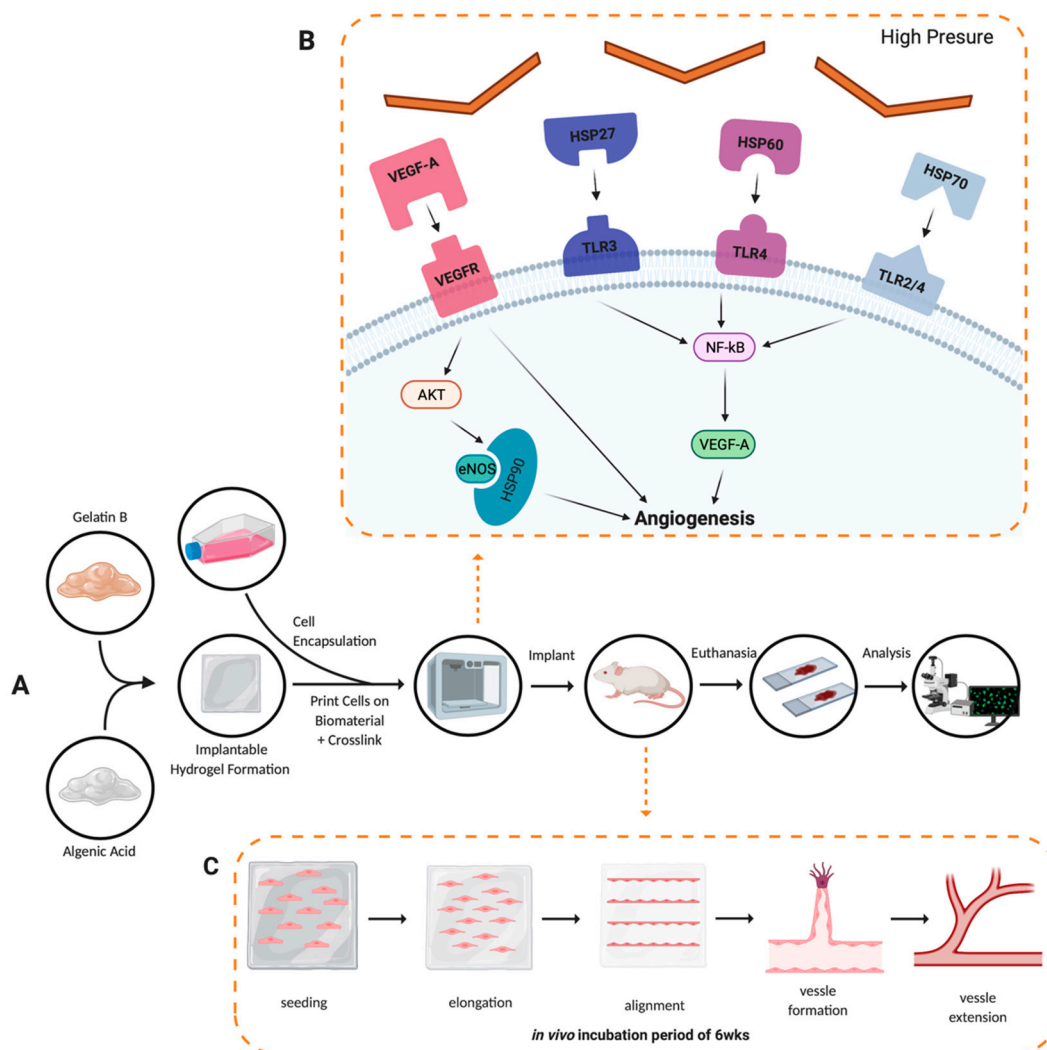 B
High Presure
VEGF-A
HSP27
HSP60
HSP70
VEGFR
TLR3
TLR4
TLR2/4
NF-kB
AKT
VEGF-A
eNOS
HSP90
Angiogenesis
A
Gelatin B
Algenic Acid
Cell
Encapsulation
Implantable
Hydrogel Formation
Print Cells on
Biomaterial
+ Crosslink
Implant
Euthanasia
Analysis
C
seeding
elongation
alignment
vessle
formation
vessle
extension
in vivo incubation period of 6wks